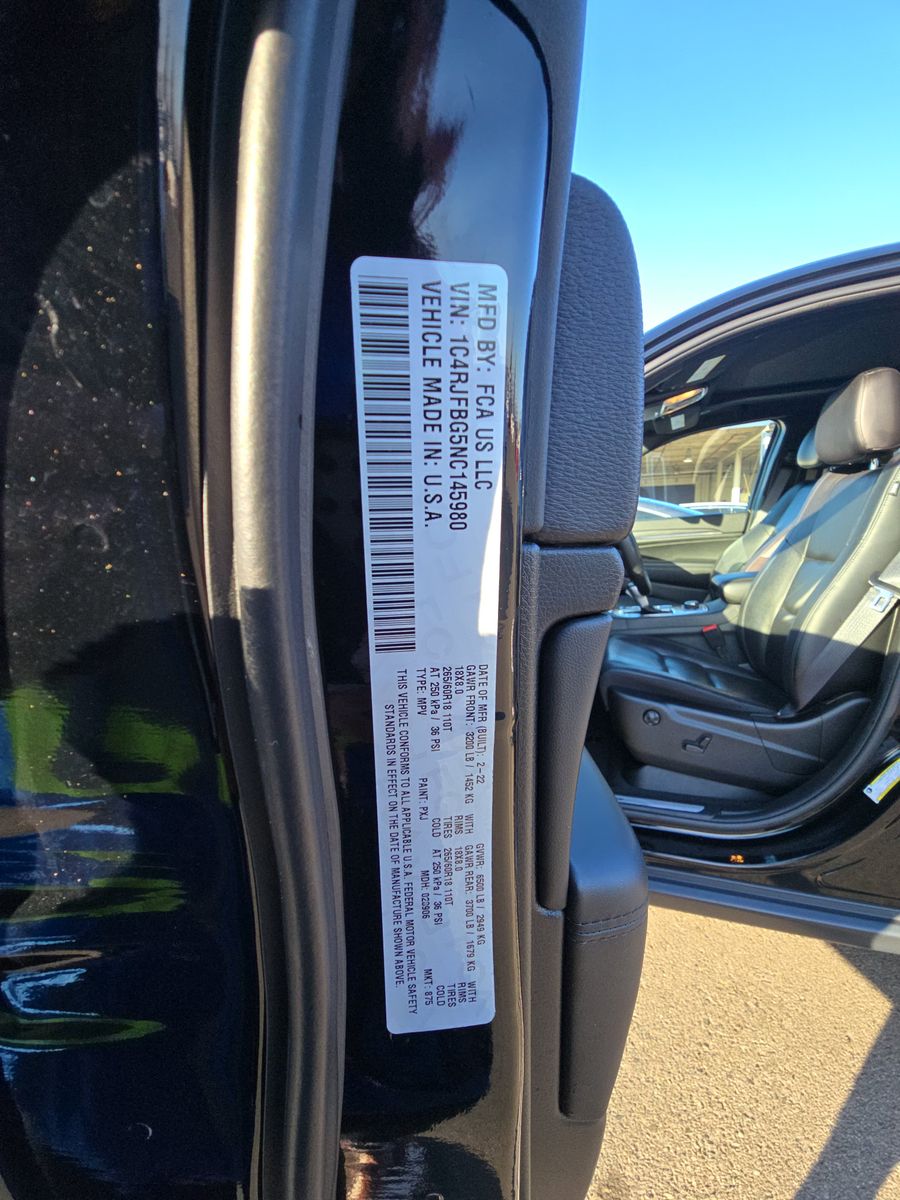 MFD BY: FCA US LLC
VIN: 1C4RJFBG5NC145980
VEHICLE MADE IN: U.S.A.
DATE OF MFR (BUILT): 2-22 GVWR: 6500 LB / 2949 KG
GAWR FRONT: 3200 LB / 1452 KG WITH GAWR REAR: 3700 LB / 1679 KG WITH
18X8.0 RIMS 18X8.0 RIMS
265/60R18 110T TIRES 265/60R18 110T TIRES
AT 250 kPa / 36 PSI COLD AT 250 kPa / 36 PSI COLD
TYPE: MPV PAINT: PXJ MDH: 020906 MKT: 875
THIS VEHICLE CONFORMS TO ALL APPLICABLE U.S.A. FEDERAL MOTOR VEHICLE SAFETY
STANDARDS IN EFFECT ON THE DATE OF MANUFACTURE SHOWN ABOVE.